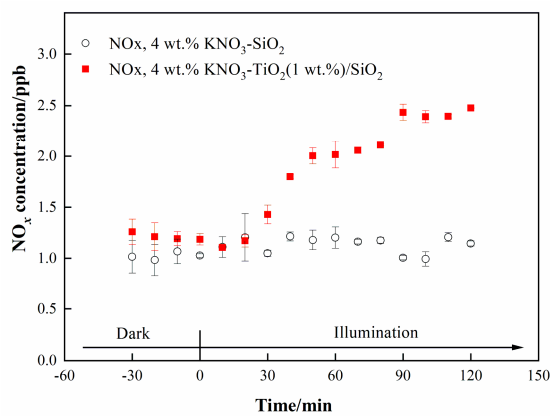 NOx, 4 wt.% KNO₃-SiO₂
NOx, 4 wt.% KNO₃-TiO₂(1 wt.%)/SiO₂
NOx concentration/ppb
3.0
2.5
2.0
1.5
1.0
0.5
0.0
Dark
Illumination
-60 -30 0 30 60 90 120 150
Time/min